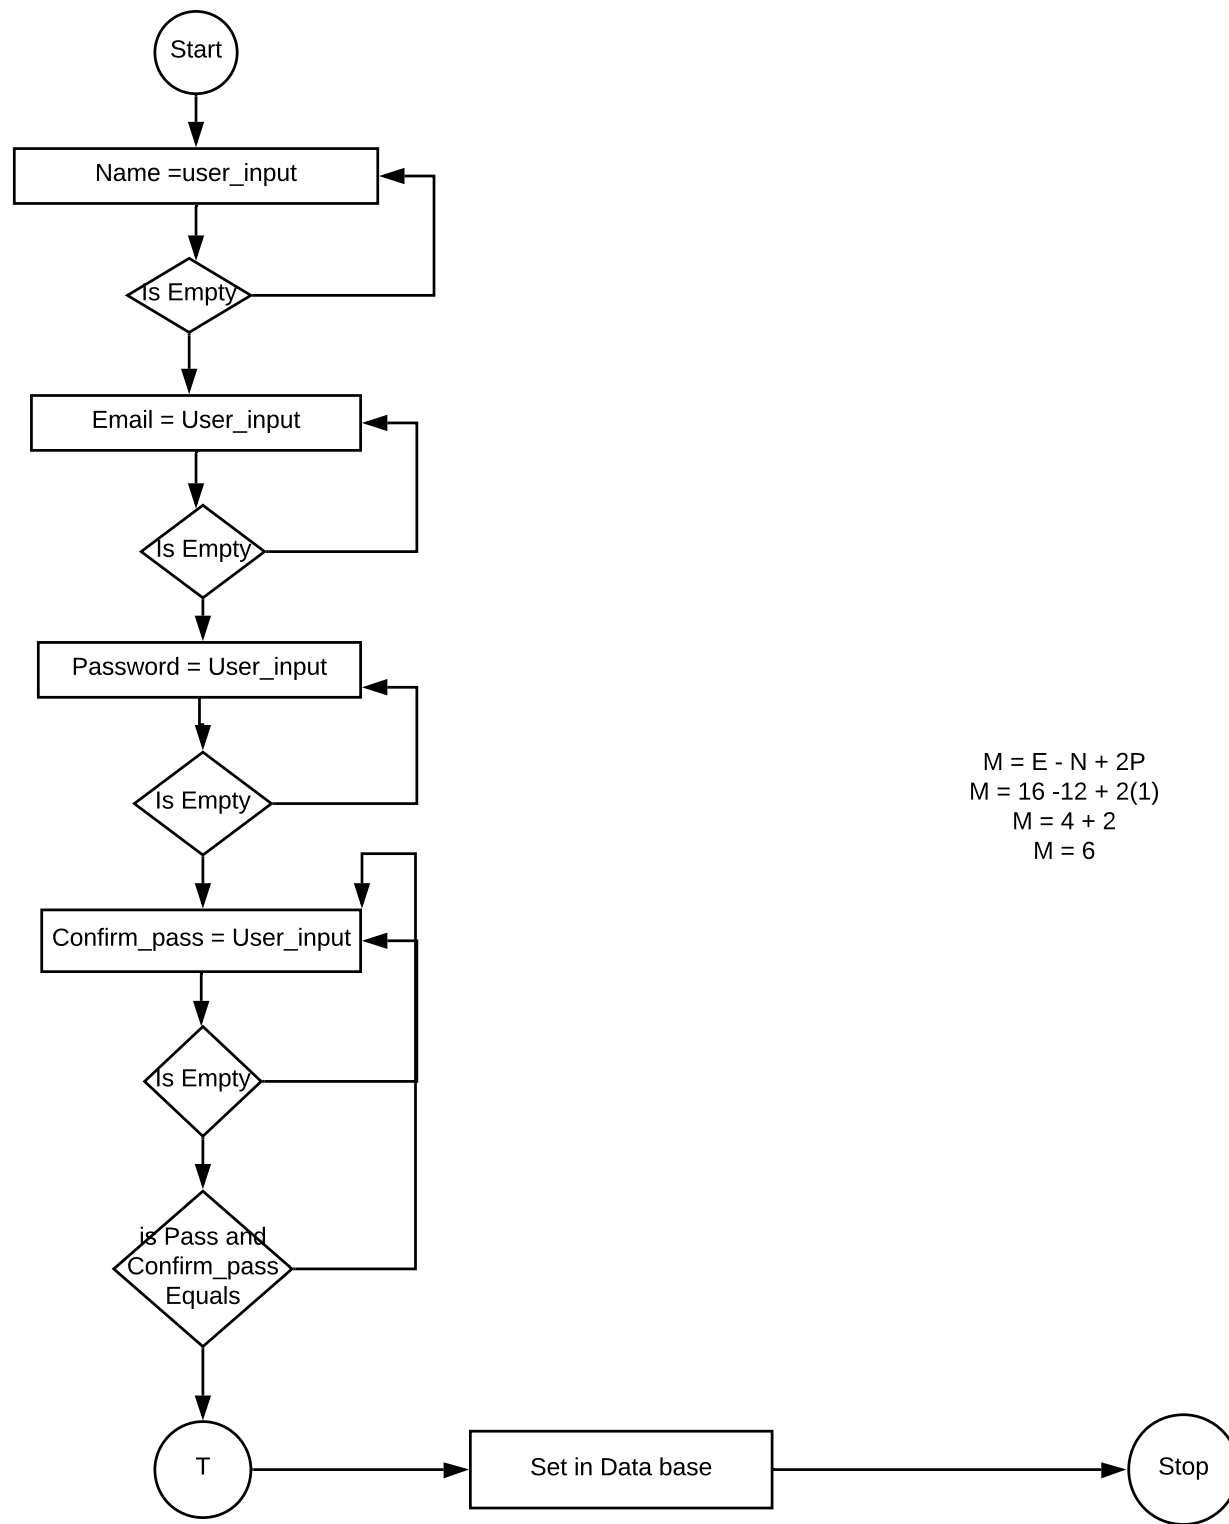 Start
Name =user_input
Is Empty
Email = User_input
Is Empty
Password = User_input
Is Empty
M = E - N + 2P
M = 16 -12 + 2(1)
M = 4 + 2
M = 6
Confirm_pass = User_input
Is Empty
is Pass and
Confirm_pass
Equals
T
Set in Data base
Stop